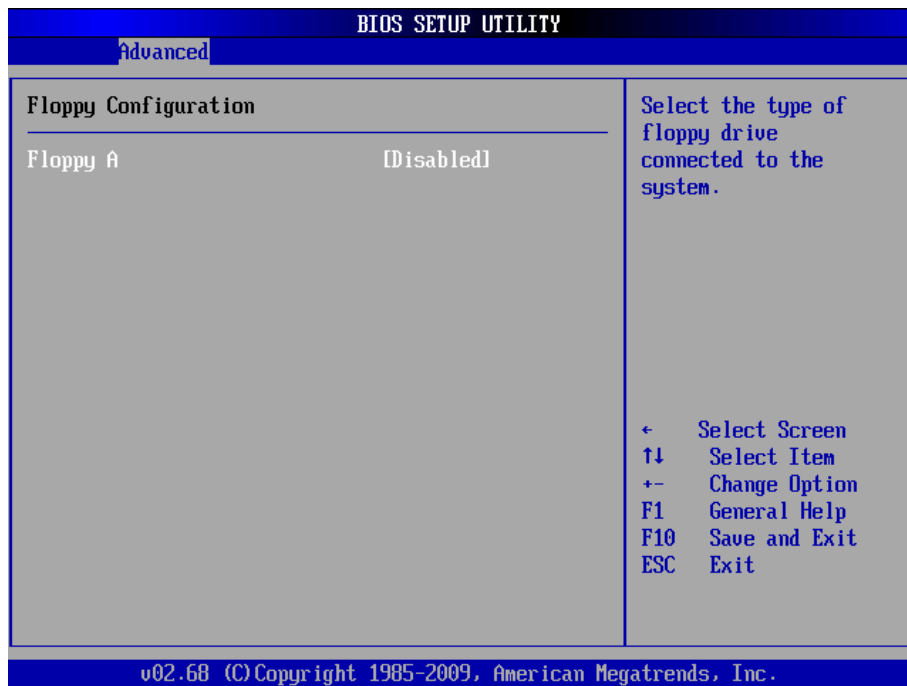 BIOS SETUP UTILITY
Advanced
Floppy Configuration
Floppy A [Disabled]
Select the type of
floppy drive
connected to the
system.
← Select Screen
↑↓ Select Item
+- Change Option
F1 General Help
F10 Save and Exit
ESC Exit
v02.68 (C)Copyright 1985-2009, American Megatrends, Inc.